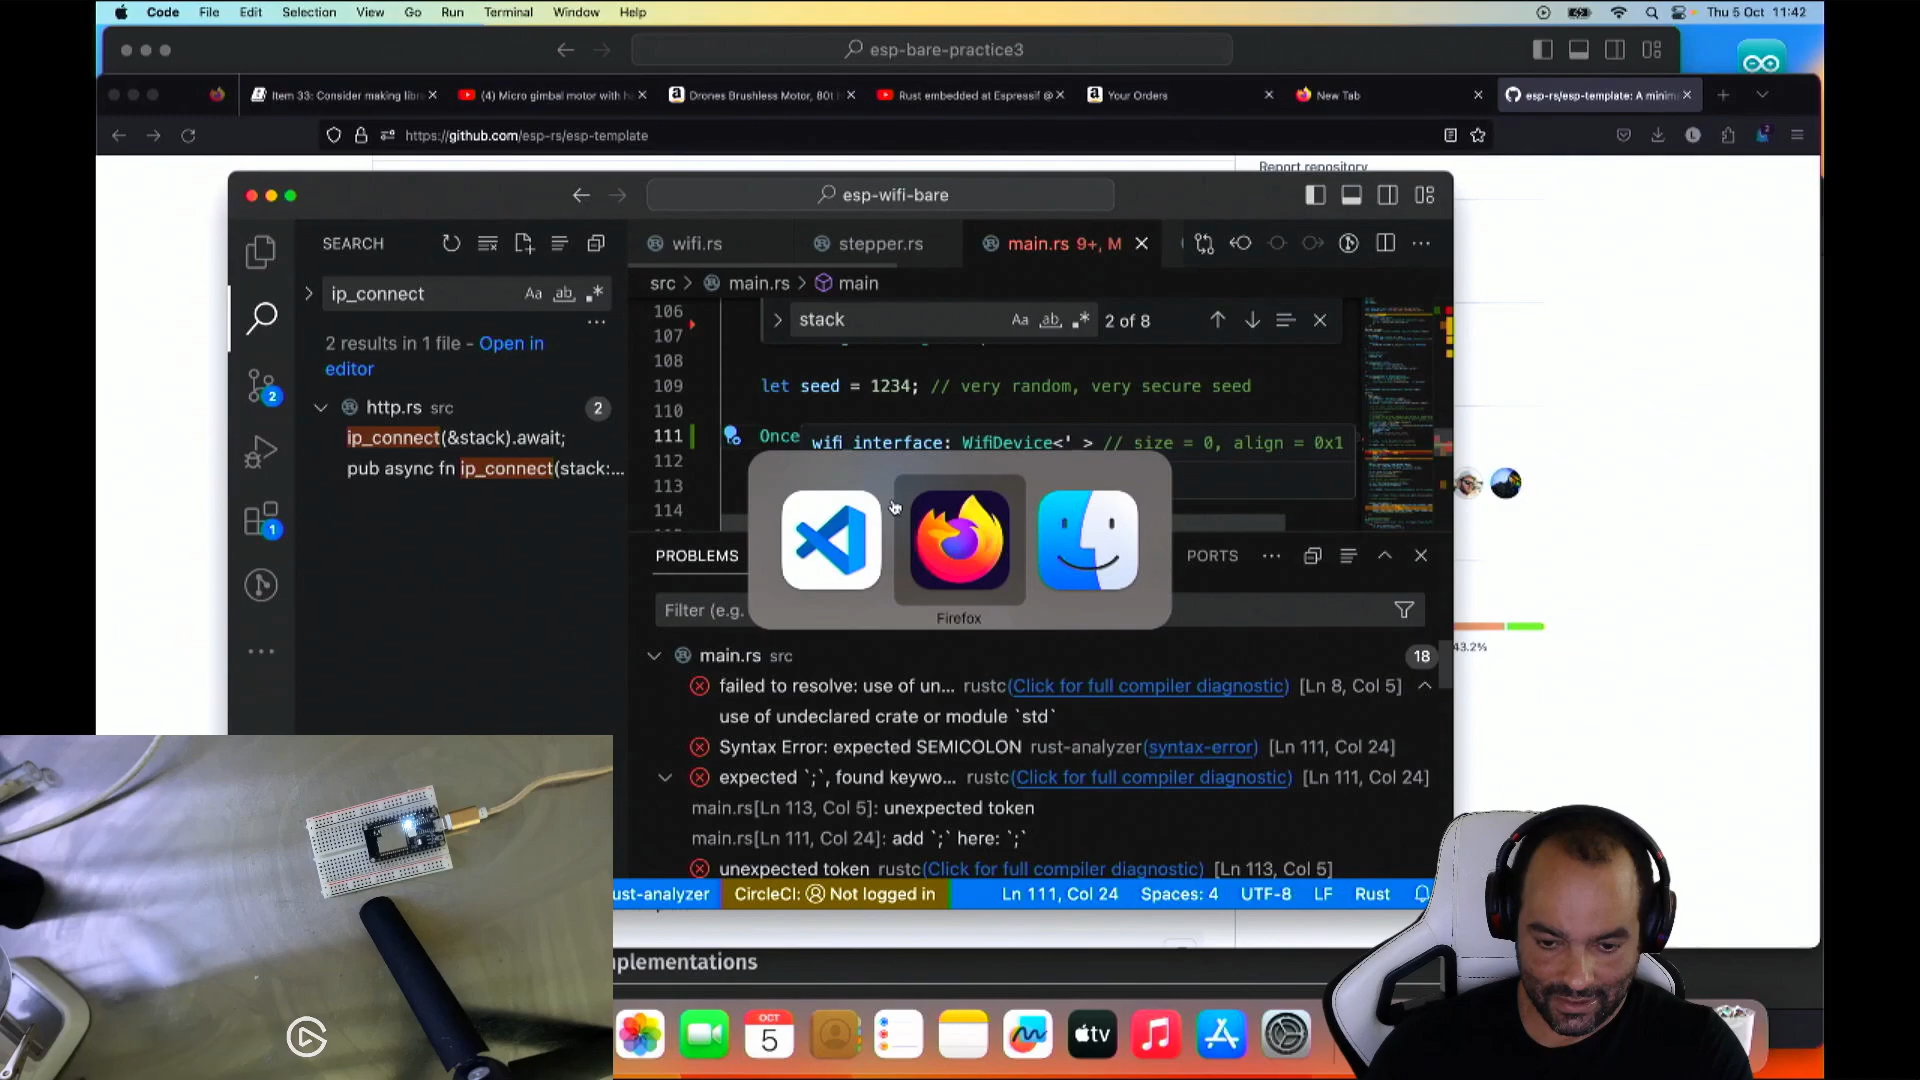 Code File Edit Selection View Go Run Terminal Window Help Thu 5 Oct 11:42
esp-bare-practice3
Item 33: Consider making libr (4) Micro gimbal motor with h Drones Brushless Motor, 80t Rust embedded at Espressif @ Your Orders New Tab esp-rs/esp-template: A minim
https://github.com/esp-rs/esp-template
Report repository
esp-wifi-bare
SEARCH
wifi.rs stepper.rs main.rs 9+, M
ip_connect Aa ab
src main.rs main
2 results in 1 file - Open in
editor
http.rs src 2
ip_connect(&stack).await;
pub async fn ip_connect(stack:...
2
1
stack Aa ab 2 of 8
106
107
108
109 let seed = 1234; // very random, very secure seed
110
111 Once wifi_interface: WifiDevice<'_> // size = 0, align = 0x1
112
113
114
Firefox
43.2%
PROBLEMS PORTS
Filter (e.g.
main.rs src 18
failed to resolve: use of un... rustc(Click for full compiler diagnostic) [Ln 8, Col 5]
use of undeclared crate or module `std`
Syntax Error: expected SEMICOLON rust-analyzer(syntax-error) [Ln 111, Col 24]
expected `;`, found keywo... rustc(Click for full compiler diagnostic) [Ln 111, Col 24]
main.rs[Ln 113, Col 5]: unexpected token
main.rs[Ln 111, Col 24]: add `;` here: `;`
unexpected token rustc(Click for full compiler diagnostic) [Ln 113, Col 5]
ust-analyzer CircleCI: Not logged in Ln 111, Col 24 Spaces: 4 UTF-8 LF Rust
nplementations
OCT
5
tv